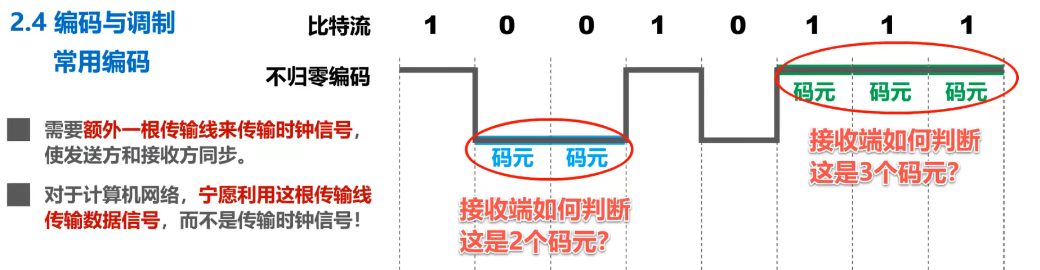 2.4 编码与调制
常用编码
比特流 1 0 0 1 0 1 1 1
不归零编码
码元 码元 码元
码元 码元
需要额外一根传输线来传输时钟信号，
使发送方和接收方同步。
对于计算机网络，宁愿利用这根传输线
传输数据信号，而不是传输时钟信号！
接收端如何判断
这是2个码元？
接收端如何判断
这是3个码元？